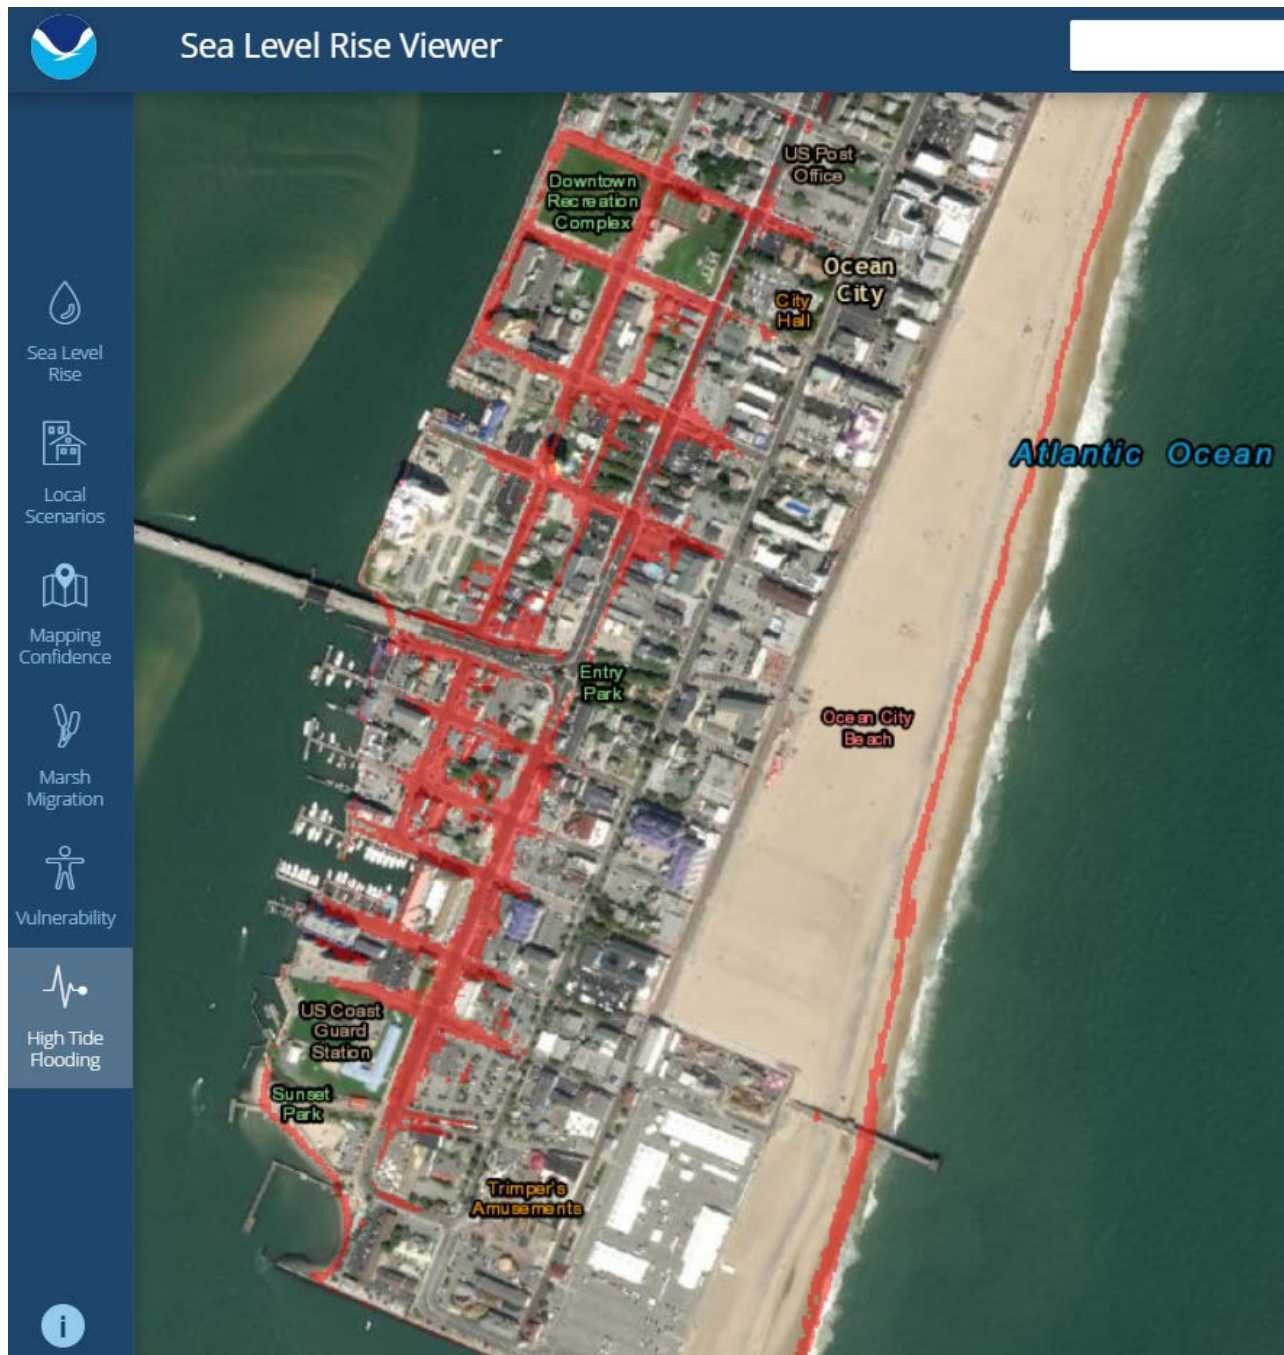 Sea Level Rise Viewer
Sea Level
Rise
Local
Scenarios
Mapping
Confidence
Marsh
Migration
Vulnerability
High Tide
Flooding
i
US Post
Office
Downtown
Recreation
Complex
Ocean
City
City
Hall
Atlantic Ocean
Entry
Park
Ocean City
Beach
US Coast
Guard
Station
Sunset
Park
Trimper's
Amusements